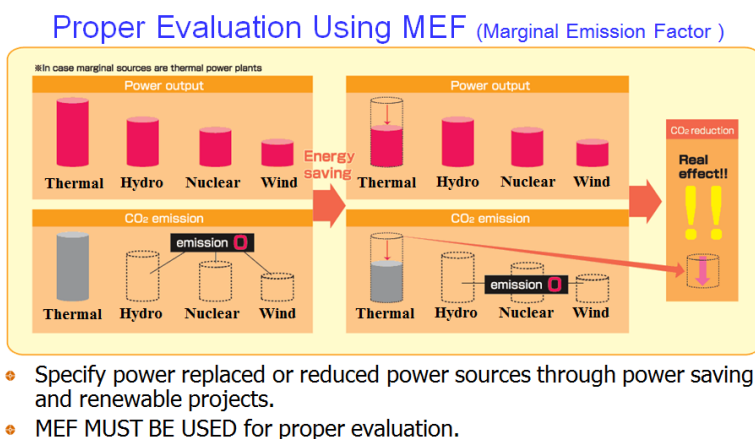 Proper Evaluation Using MEF (Marginal Emission Factor )
※In case marginal sources are thermal power plants
Power output
Thermal Hydro Nuclear Wind
CO₂ emission
emission 0
Thermal Hydro Nuclear Wind
Energy
saving
Power output
Thermal Hydro Nuclear Wind
CO₂ emission
emission 0
Thermal Hydro Nuclear Wind
CO₂ reduction
Real
effect!!
!!
Specify power replaced or reduced power sources through power saving
and renewable projects.
MEF MUST BE USED for proper evaluation.